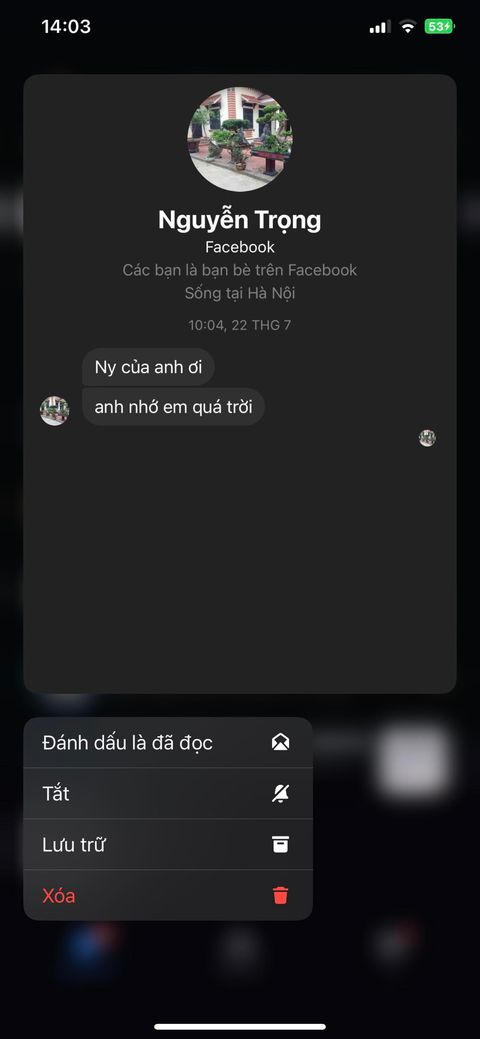 14:03
53
Nguyễn Trọng
Facebook
Các bạn là bạn bè trên Facebook
Sống tại Hà Nội
10:04, 22 THG 7
Ny của anh ơi
anh nhớ em quá trời
Đánh dấu là đã đọc
Tắt
Lưu trữ
Xóa